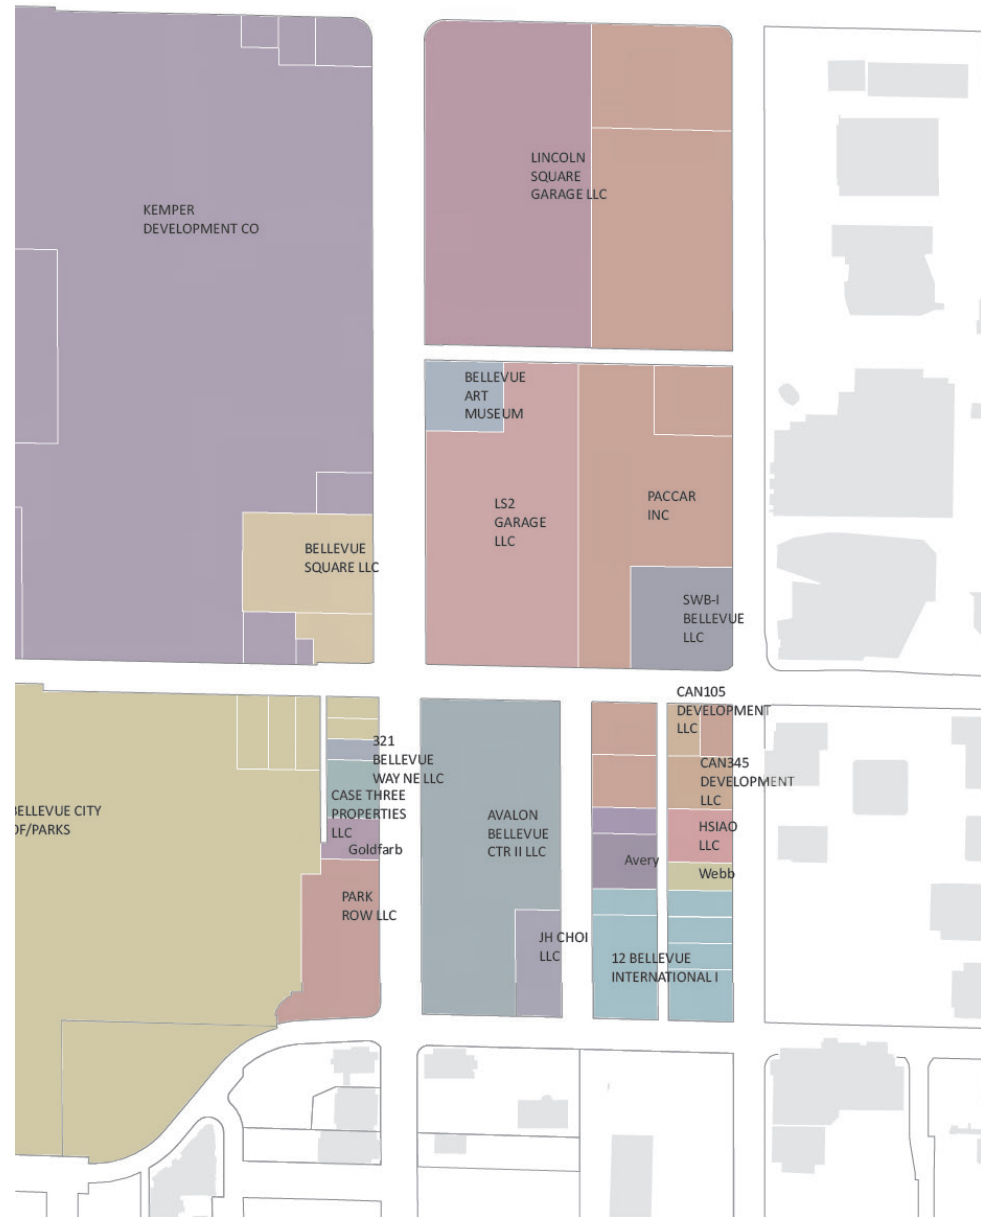 LINCOLN
SQUARE
GARAGE LLC
KEMPER
DEVELOPMENT CO
BELLEVUE
ART
MUSEUM
LS2
GARAGE
LLC
PACCAR
INC
BELLEVUE
SQUARE LLC
SWB-I
BELLEVUE
LLC
CAN105
DEVELOPMENT
LLC
321
BELLEVUE
WAY NE LLC
CAN345
DEVELOPMENT
LLC
CASE THREE
PROPERTIES
LLC
BELLEVUE CITY
OF/PARKS
AVALON
BELLEVUE
CTR II LLC
HSIAO
LLC
Goldfarb
Avery
Webb
PARK
ROW LLC
JH CHOI
LLC
12 BELLEVUE
INTERNATIONAL I